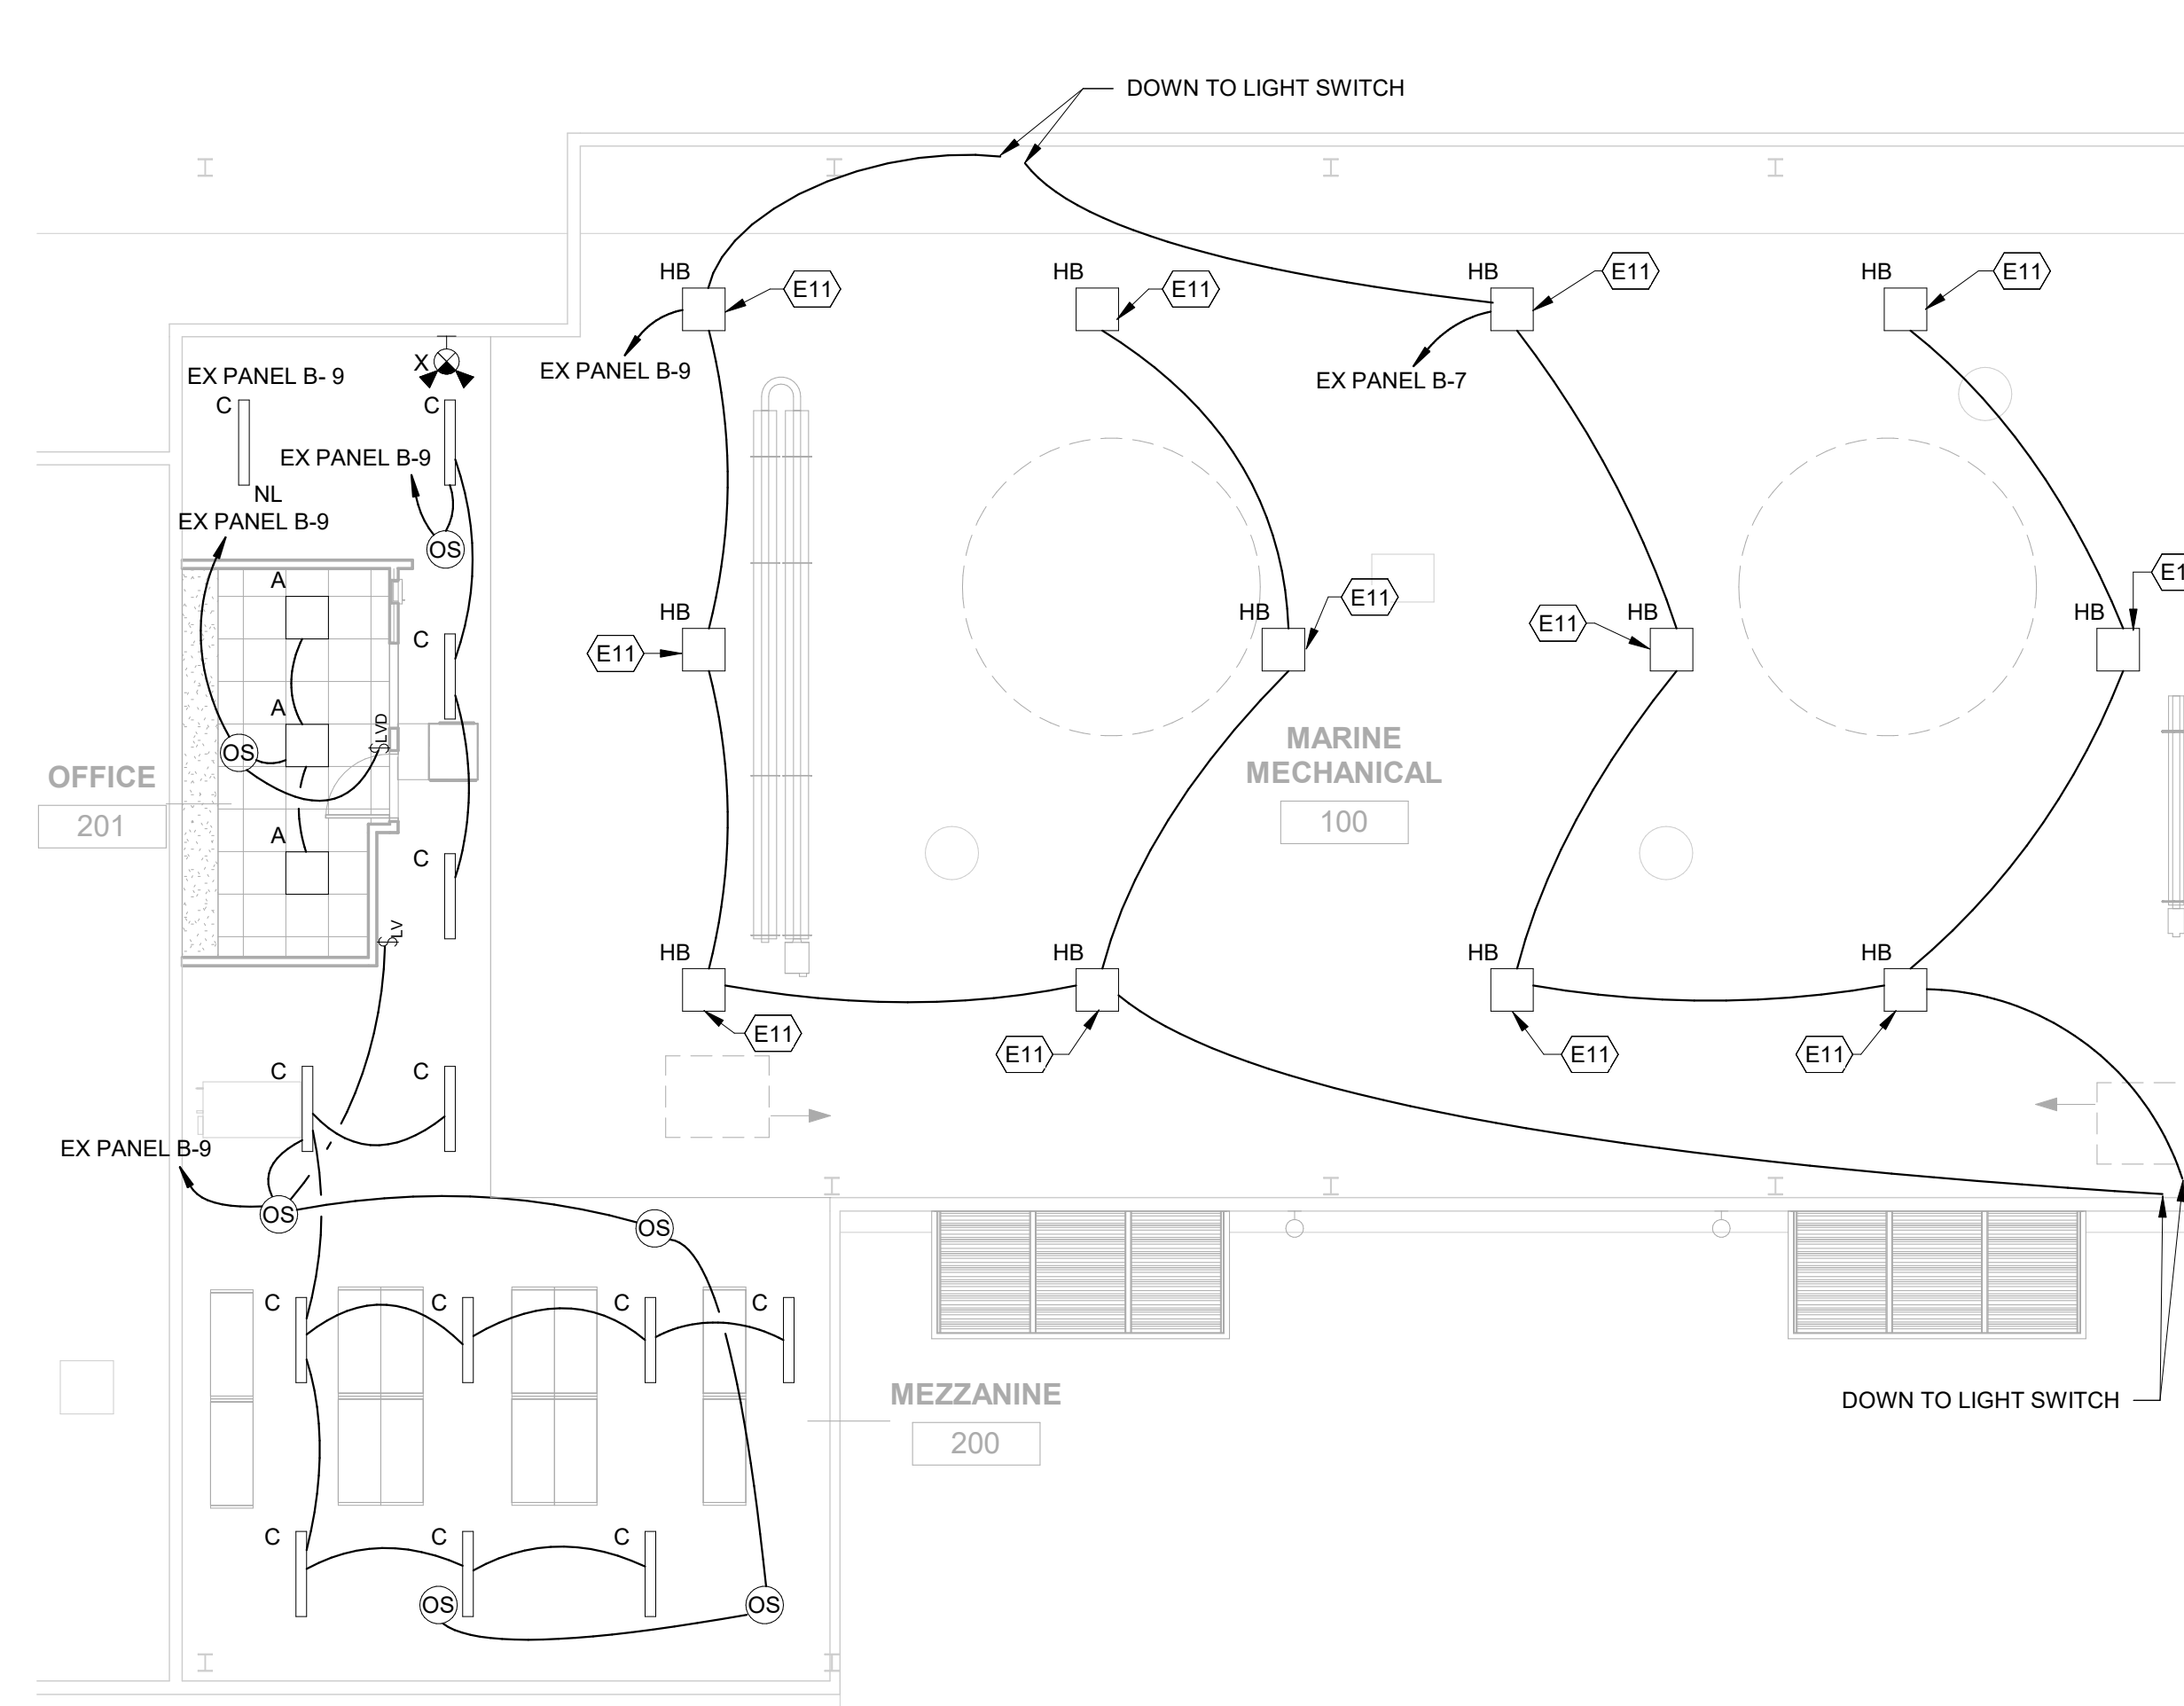 DOWN TO LIGHT SWITCH
HB
E11
HB
E11
HB
E11
HB
E11
EX PANEL B-9
EX PANEL B-7
X
EX PANEL B- 9
C
C
EX PANEL B-9
NL
EX PANEL B-9
OS
A
HB
E11
HB
E11
E11
HB
HB
C
A
LVD
OS
OFFICE
201
MARINE
MECHANICAL
100
A
C
LV
HB
E11
HB
E11
HB
E11
HB
E11
C
C
EX PANEL B-9
OS
OS
C
C
C
C
MEZZANINE
200
DOWN TO LIGHT SWITCH
C
C
C
OS
OS